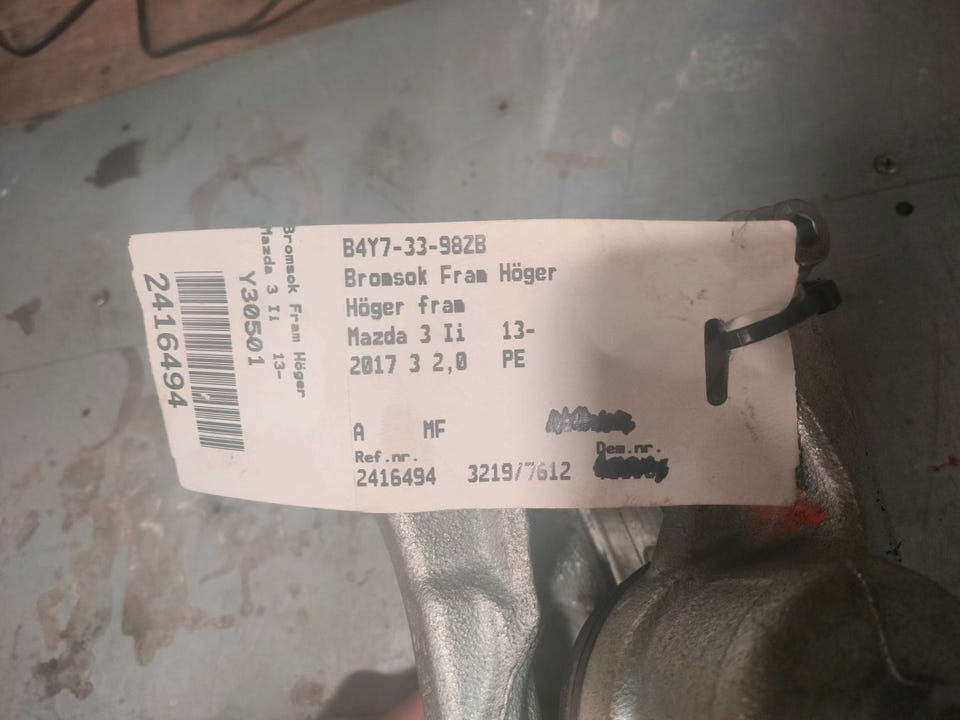 B4Y7-33-98ZB
Bromsok Fram Höger
Höger fram
Mazda 3 Ii 13-
2017 3 2,0 PE
A MF
Ref.nr. Dem.nr.
2416494 3219/7612
Bromsok Fram Höger
Mazda 3 Ii 13-
Y30501
2416494